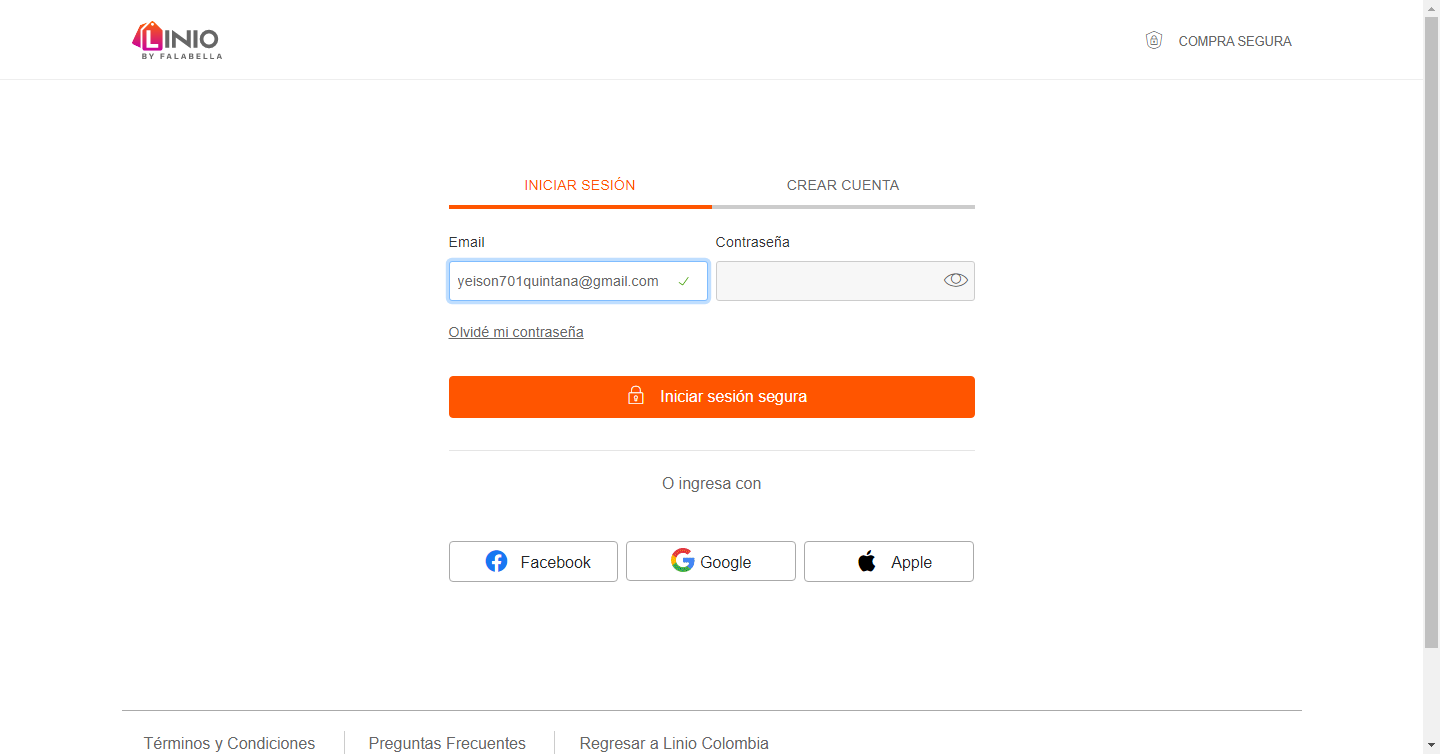 LINIO
BY FALABELLA
COMPRA SEGURA
INICIAR SESIÓN
CREAR CUENTA
Email
Contraseña
yeison701quintana@gmail.com
Olvidé mi contraseña
Iniciar sesión segura
O ingresa con
Facebook
Google
Apple
Términos y Condiciones
Preguntas Frecuentes
Regresar a Linio Colombia